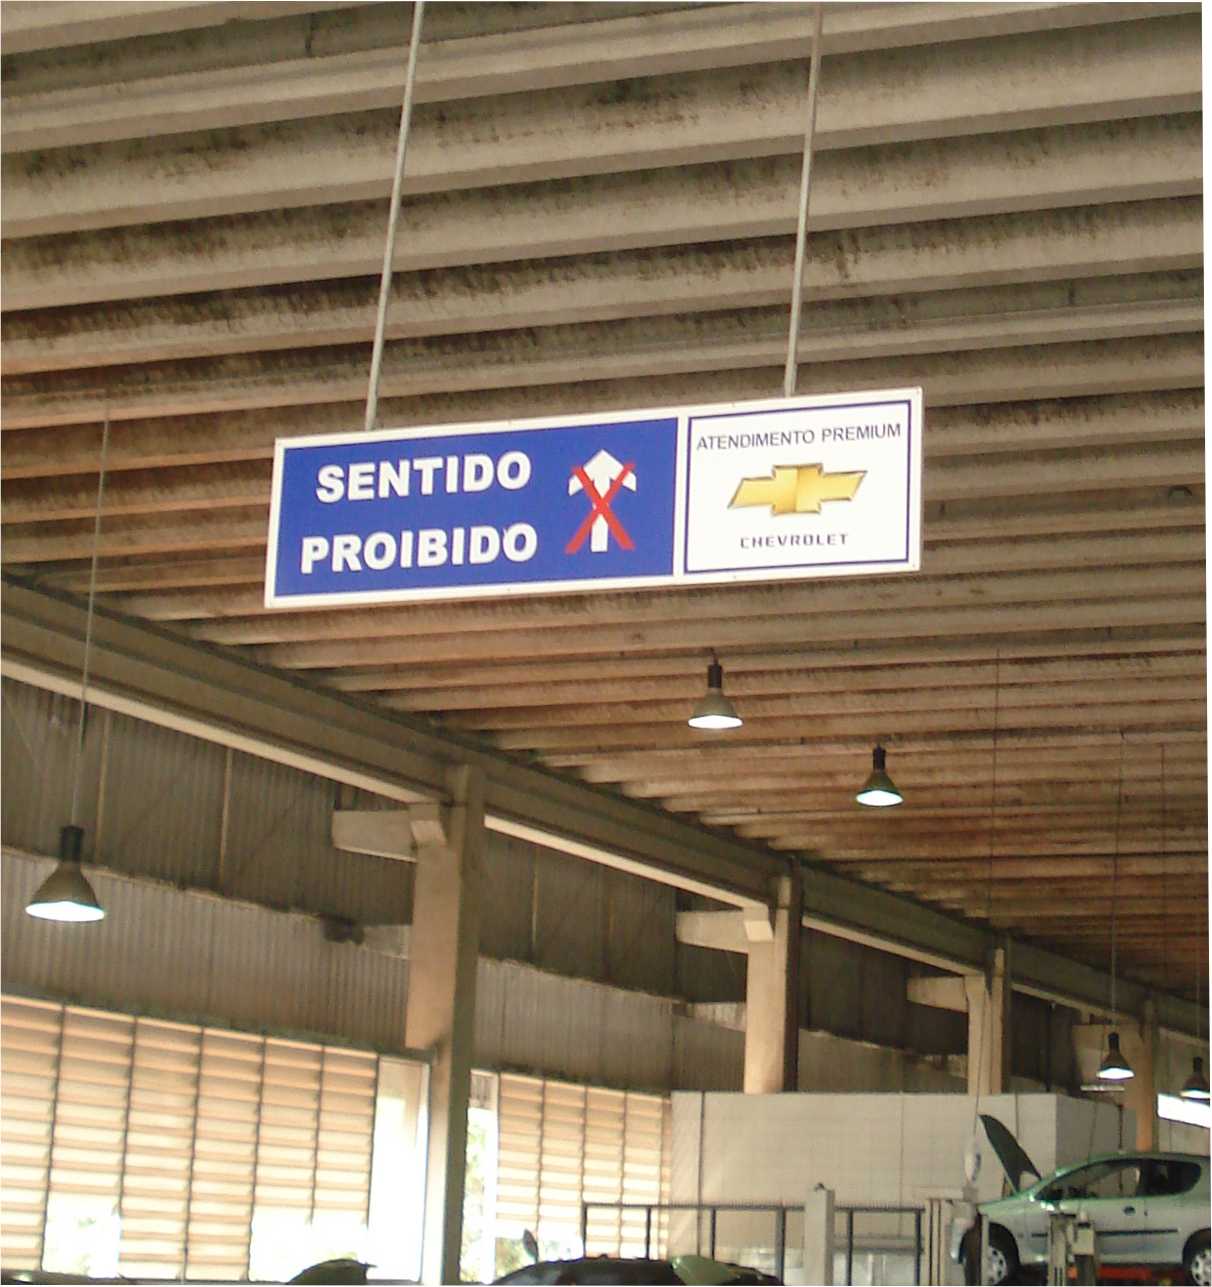 SENTIDO
PROIBIDO
ATENDIMENTO PREMIUM
CHEVROLET